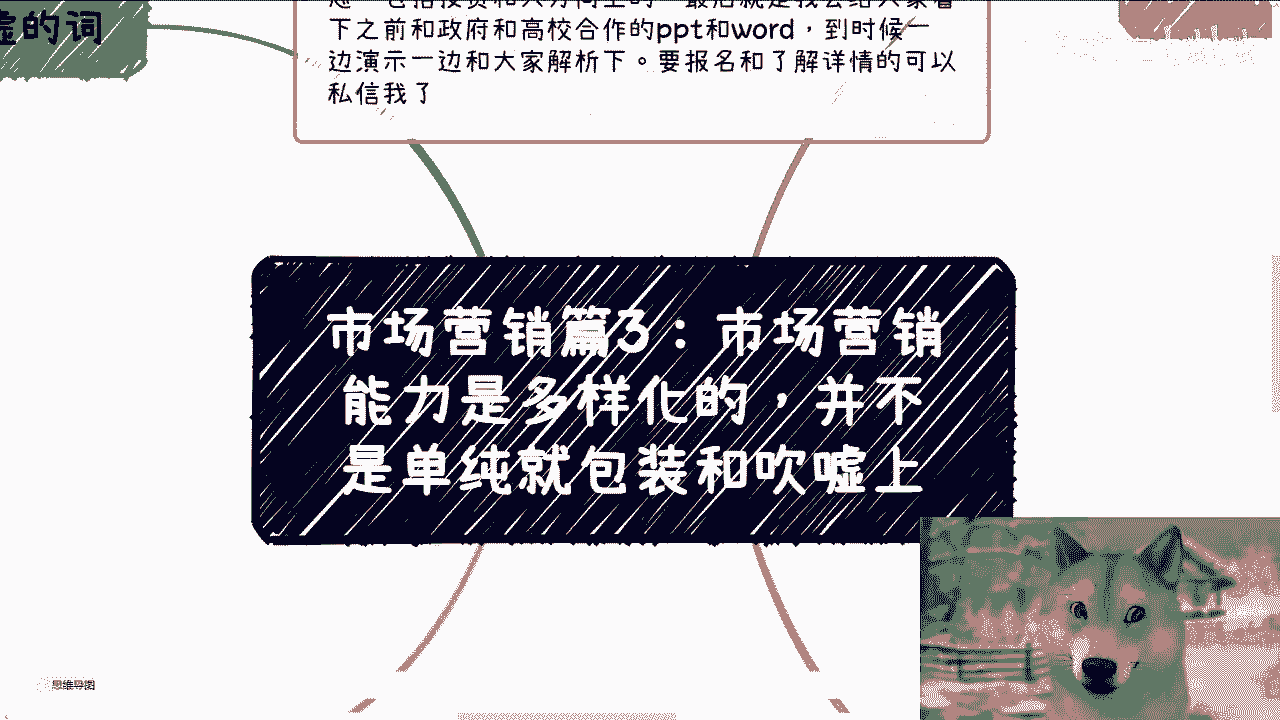 虚的词
下之前和政府和高校合作的ppt和word，到时候一
边演示一边和大家解析下。要报名和了解详情的可以
私信我了
市场营销篇3：市场营销
能力是多样化的，并不
是单纯就包装和吹嘘上
思维导图